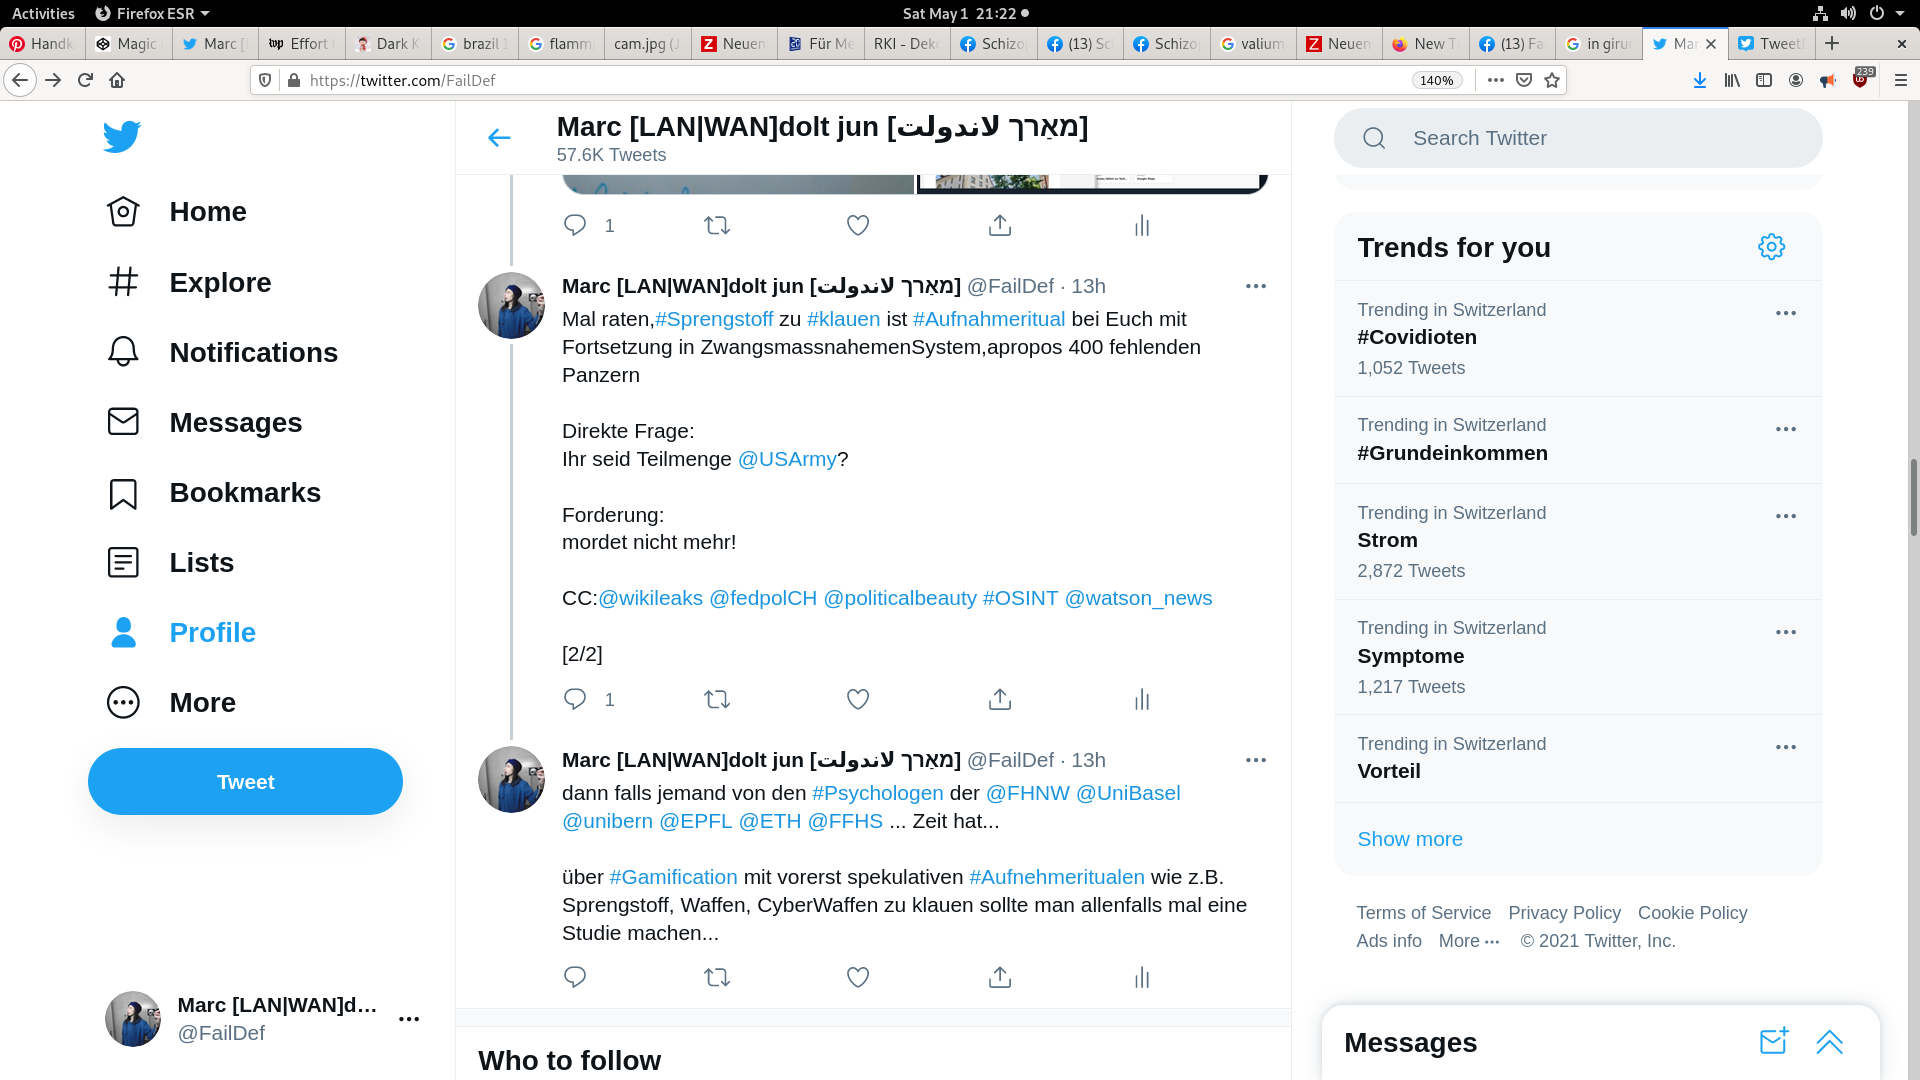 Activities
Firefox ESR
Sat May 1 21:22
Handk
Magic
Marc [
Effort
Dark K
brazil 1
flamm
cam.jpg (J
Neuen
Für Me
RKI - Dek
Schizo
(13) Sc
Schizo
valium
Neuen
New T
(13) Fa
in giru
Mar
Tweet
https://twitter.com/FailDef
140%
239
Marc [LAN|WAN]dolt jun [מאַרך لاندولت]
57.6K Tweets
Search Twitter
Home
Explore
Notifications
Messages
Bookmarks
Lists
Profile
More
Tweet
Marc [LAN|WAN]d…
@FailDef
1
Marc [LAN|WAN]dolt jun [מאַרך لاندولت] @FailDef · 13h
Mal raten,#Sprengstoff zu #klauen ist #Aufnahmeritual bei Euch mit
Fortsetzung in ZwangsmassnahemenSystem,apropos 400 fehlenden
Panzern
Direkte Frage:
Ihr seid Teilmenge @USArmy?
Forderung:
mordet nicht mehr!
CC:@wikileaks @fedpolCH @politicalbeauty #OSINT @watson_news
[2/2]
1
Marc [LAN|WAN]dolt jun [מאַרך لاندولت] @FailDef · 13h
dann falls jemand von den #Psychologen der @FHNW @UniBasel
@unibern @EPFL @ETH @FFHS ... Zeit hat...
über #Gamification mit vorerst spekulativen #Aufnehmeritualen wie z.B.
Sprengstoff, Waffen, CyberWaffen zu klauen sollte man allenfalls mal eine
Studie machen...
Who to follow
Trends for you
Trending in Switzerland
#Covidioten
1,052 Tweets
Trending in Switzerland
#Grundeinkommen
Trending in Switzerland
Strom
2,872 Tweets
Trending in Switzerland
Symptome
1,217 Tweets
Trending in Switzerland
Vorteil
Show more
Terms of Service Privacy Policy Cookie Policy
Ads info More ··· © 2021 Twitter, Inc.
Messages